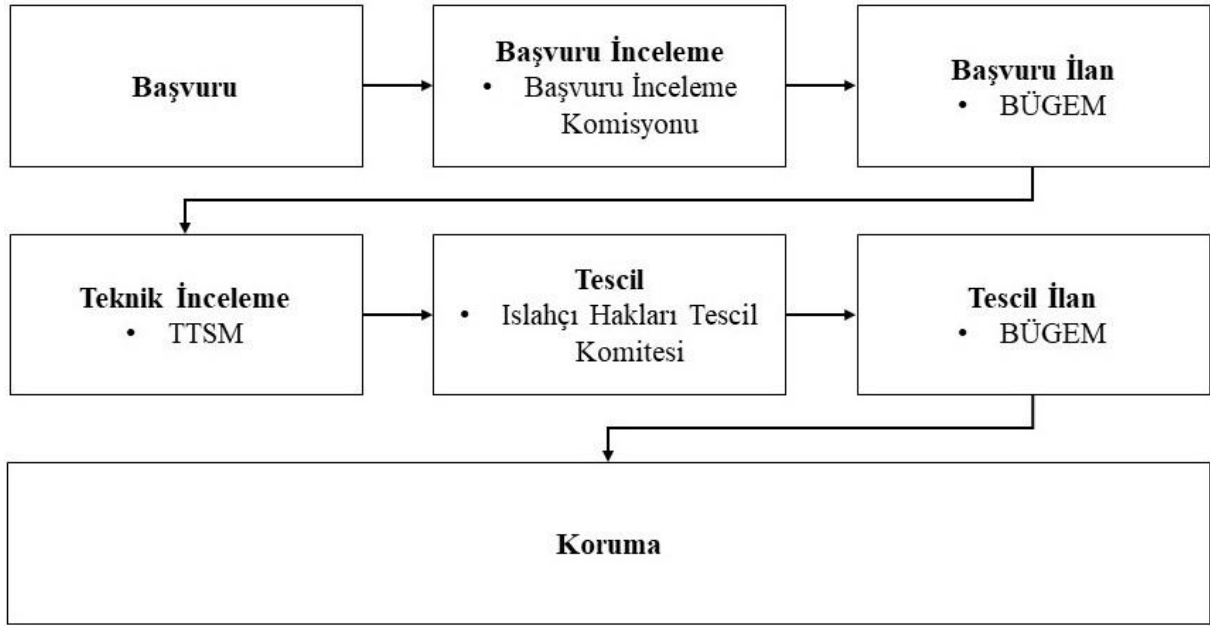 Başvuru
Başvuru İnceleme
• Başvuru İnceleme
Komisyonu
Başvuru İlan
• BÜGEM
Teknik İnceleme
• TTSM
Tescil
• Islahçı Hakları Tescil
Komitesi
Tescil İlan
• BÜGEM
Koruma